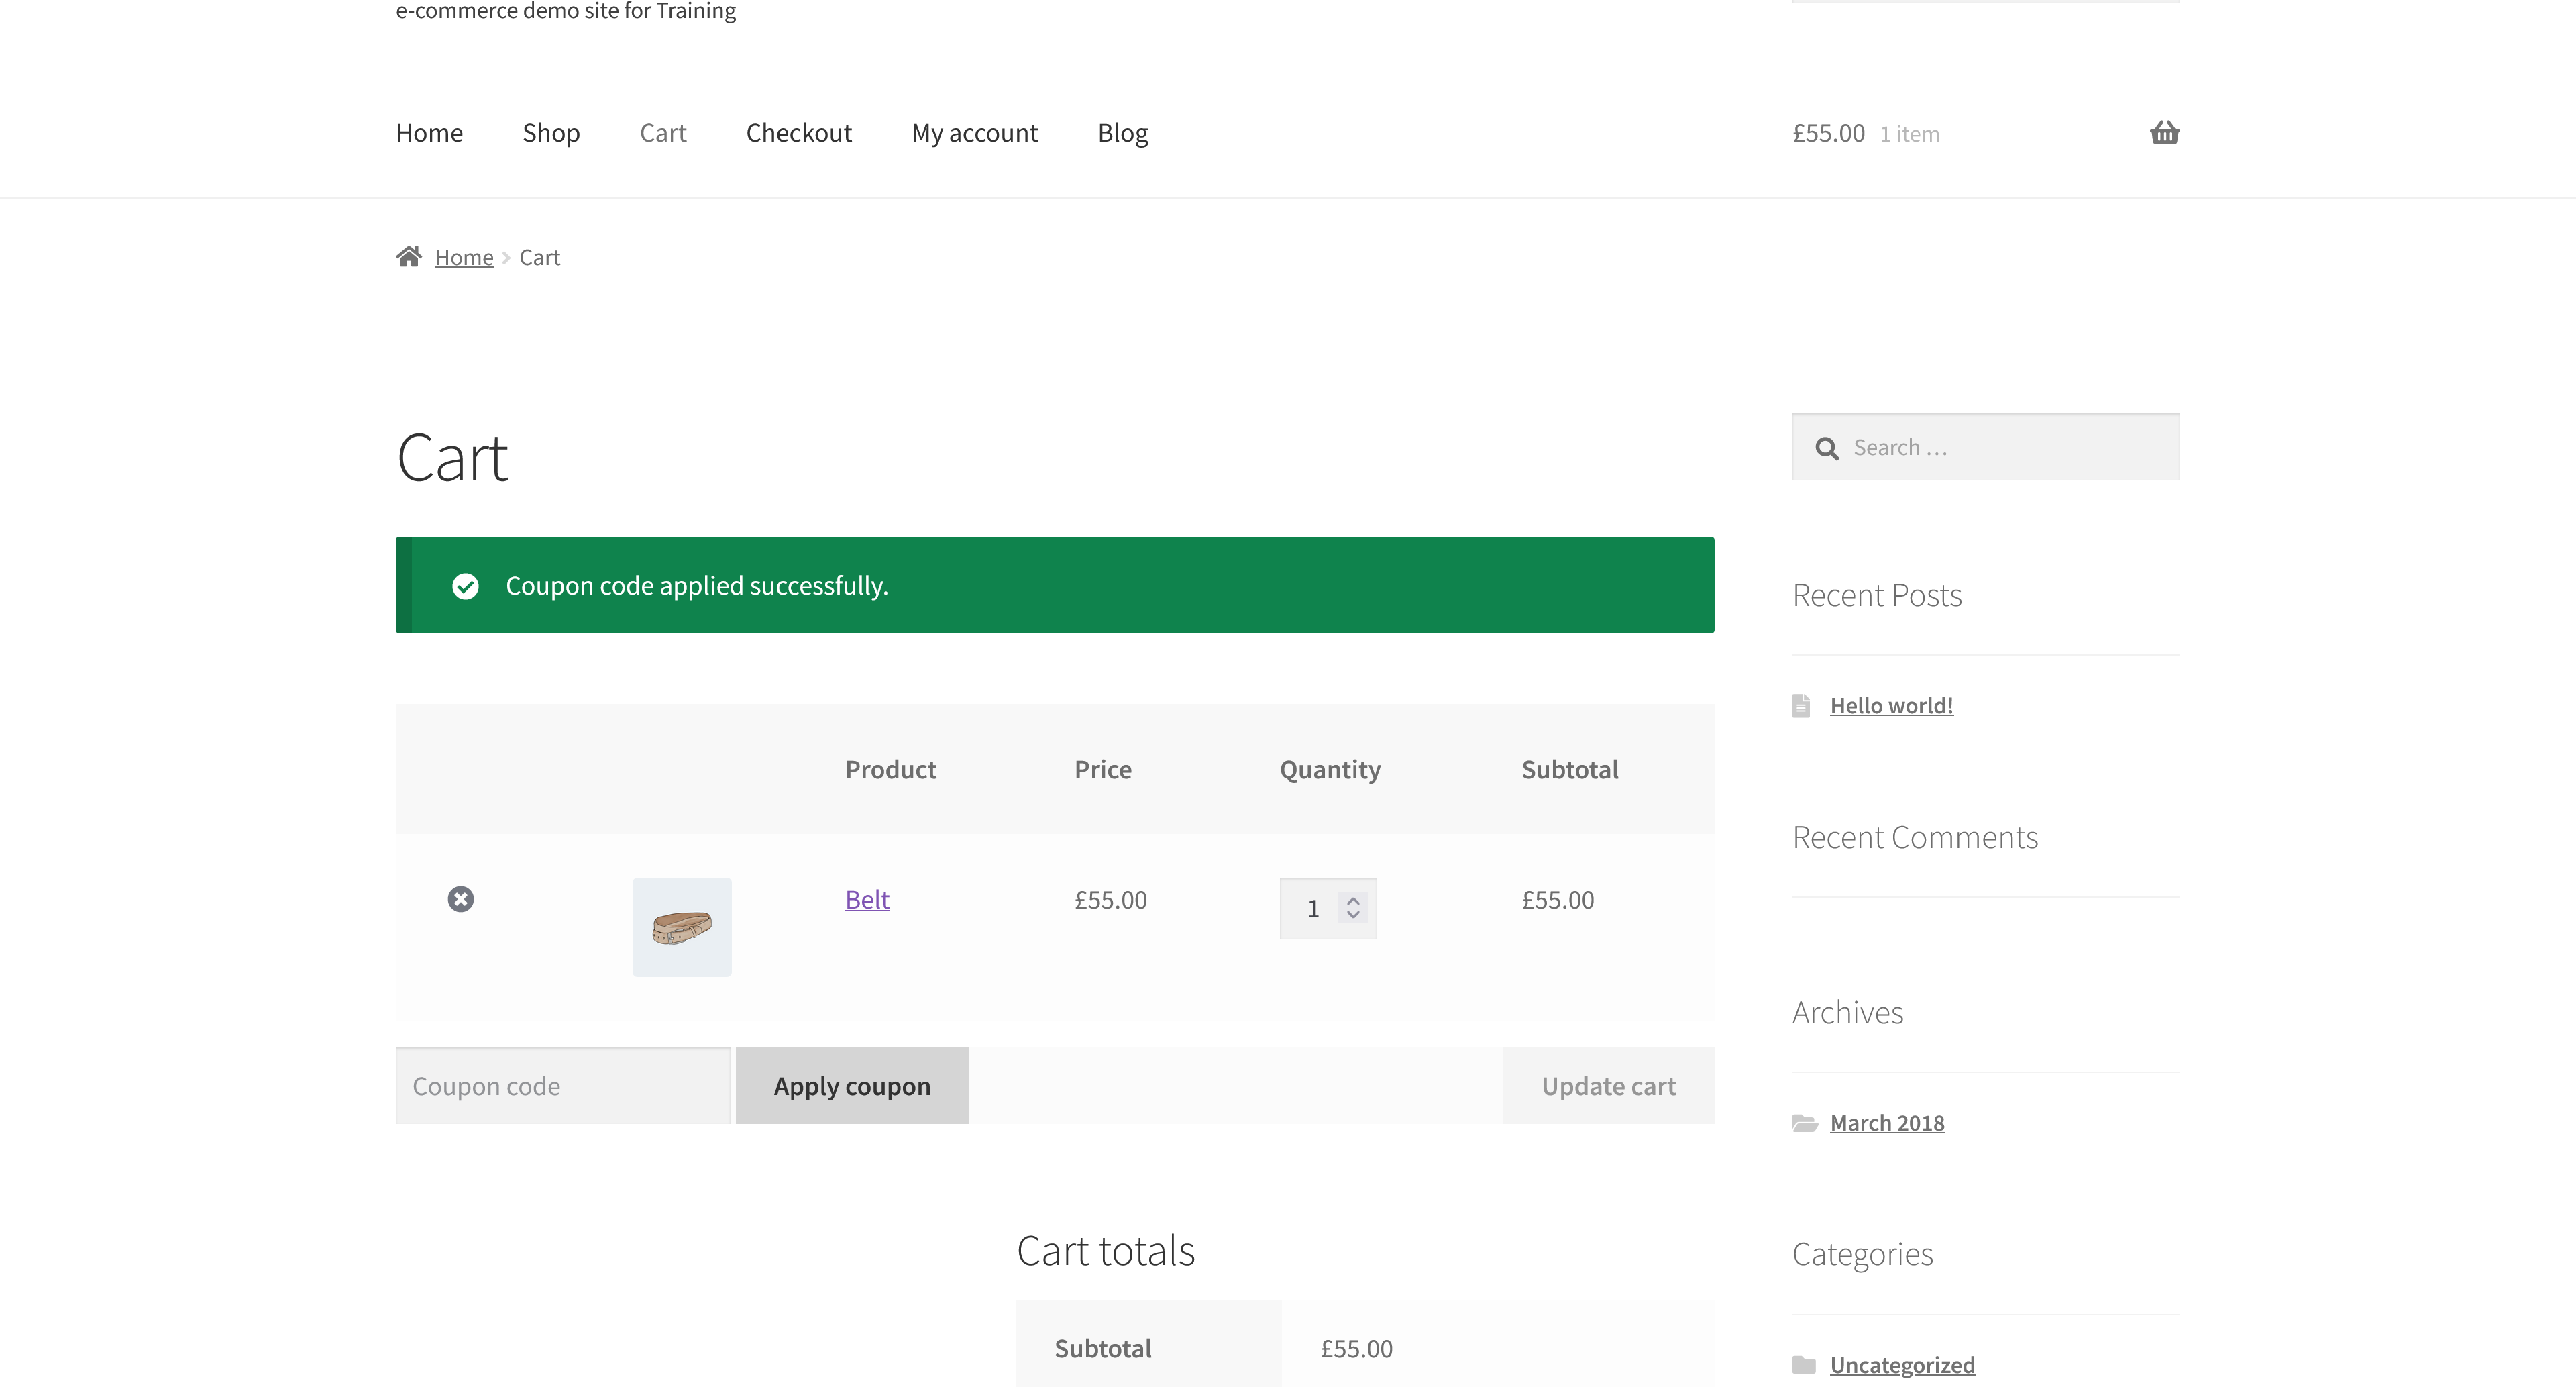 e-commerce demo site for Training
Home Shop Cart Checkout My account Blog £55.00 1 item
Home Cart
Cart
Search …
Coupon code applied successfully.
Recent Posts
Hello world!
Product Price Quantity Subtotal
Recent Comments
Belt £55.00 1 £55.00
Archives
Coupon code Apply coupon Update cart
March 2018
Cart totals
Categories
Subtotal £55.00
Uncategorized